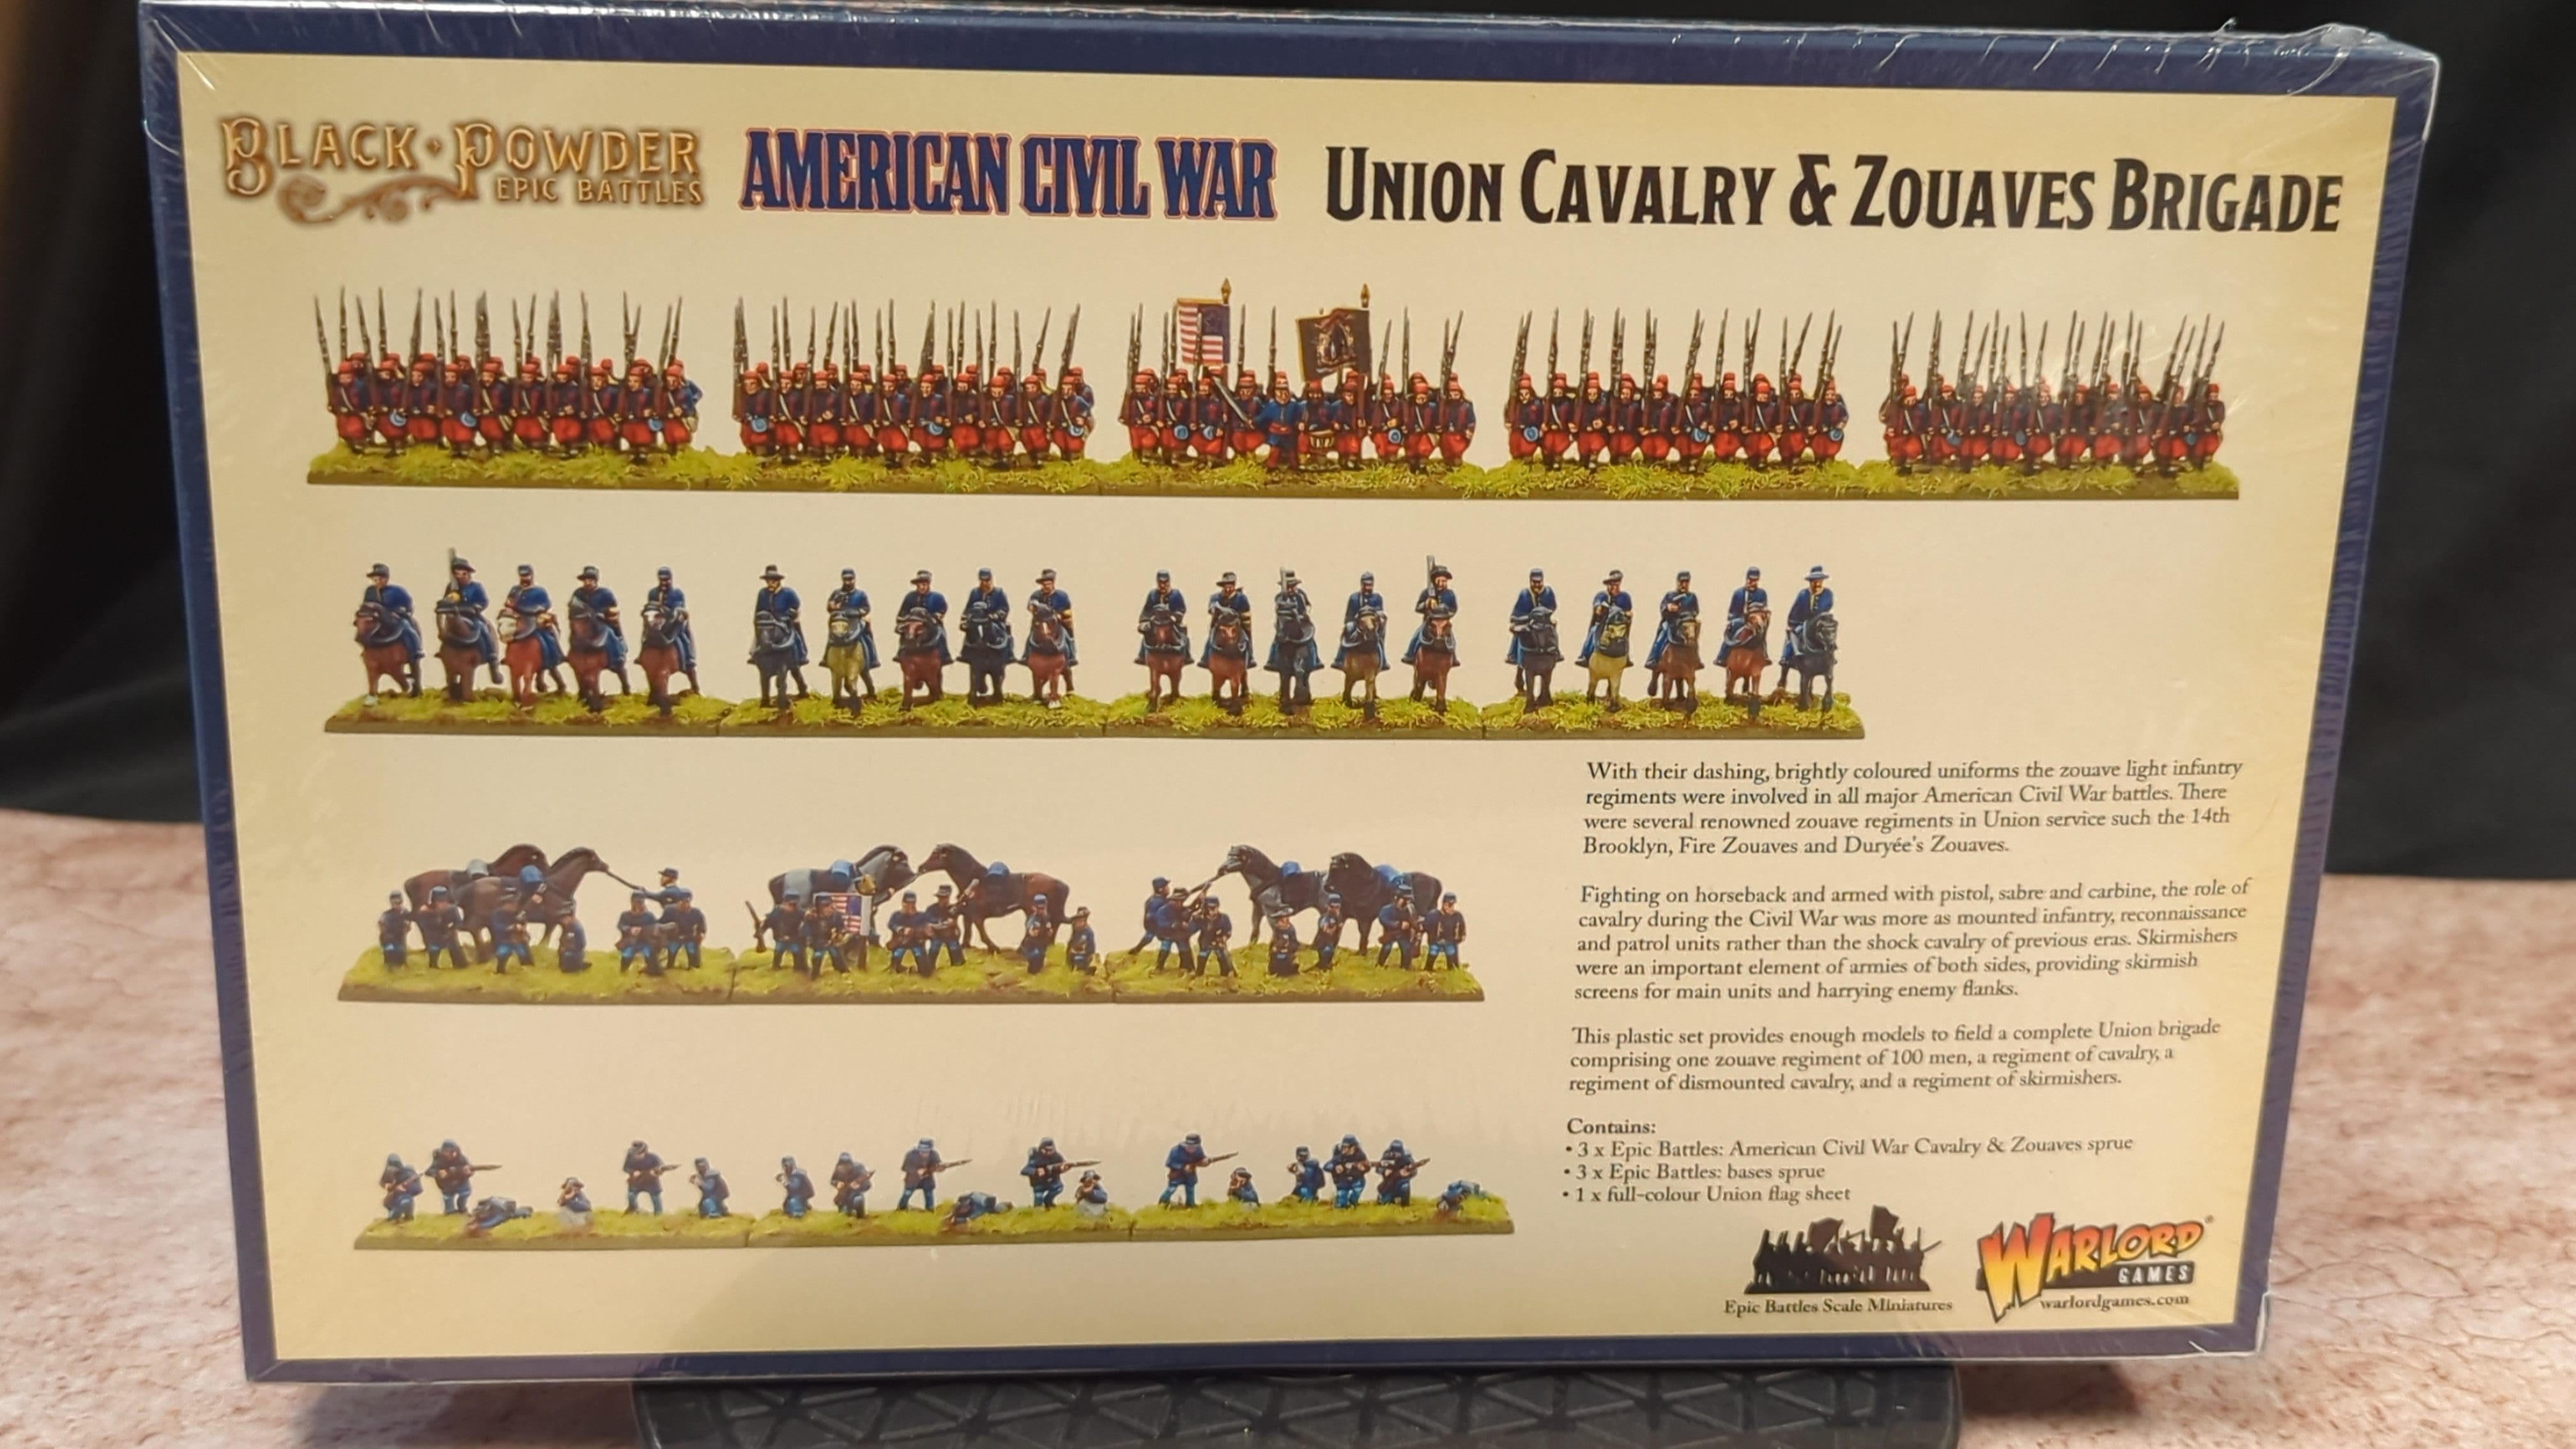 BLACK·POWDER
EPIC BATTLES
AMERICAN CIVIL WAR
UNION CAVALRY & ZOUAVES BRIGADE
With their dashing, brightly coloured uniforms the zouave light infantry
regiments were involved in all major American Civil War battles. There
were several renowned zouave regiments in Union service such the 14th
Brooklyn, Fire Zouaves and Duryée's Zouaves.
Fighting on horseback and armed with pistol, sabre and carbine, the role of
cavalry during the Civil War was more as mounted infantry, reconnaissance
and patrol units rather than the shock cavalry of previous eras. Skirmishers
were an important element of armies of both sides, providing skirmish
screens for main units and harrying enemy flanks.
This plastic set provides enough models to field a complete Union brigade
comprising one zouave regiment of 100 men, a regiment of cavalry, a
regiment of dismounted cavalry, and a regiment of skirmishers.
Contains:
• 3 x Epic Battles: American Civil War Cavalry & Zouaves sprue
• 3 x Epic Battles: bases sprue
• 1 x full-colour Union flag sheet
Epic Battles Scale Miniatures
WARLORD®
GAMES
warlordgames.com